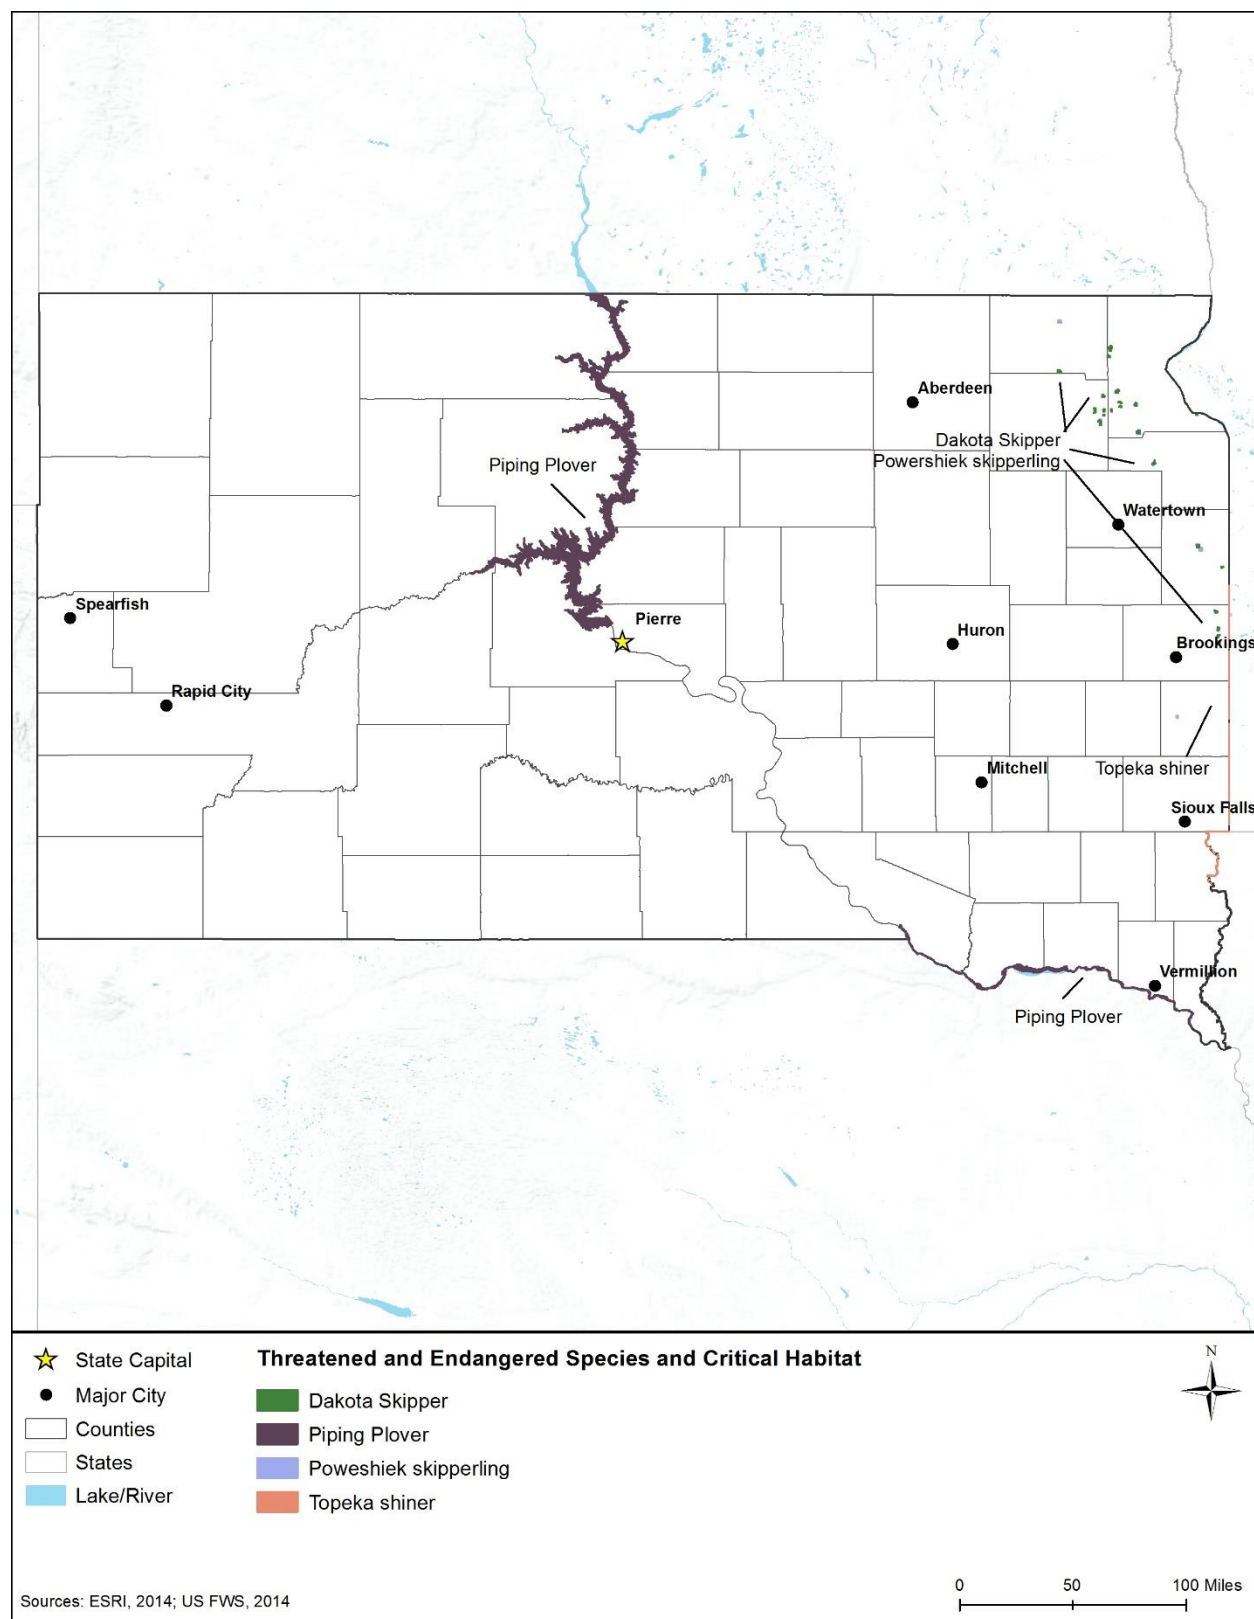 Aberdeen
Dakota Skipper
Powershiek skipperling
Piping Plover
Watertown
Spearfish
Pierre
Huron
Brookings
Rapid City
Topeka shiner
Mitchell
Sioux Falls
Vermillion
Piping Plover
State Capital
Major City
Counties
States
Lake/River
Threatened and Endangered Species and Critical Habitat
Dakota Skipper
Piping Plover
Poweshiek skipperling
Topeka shiner
N
Sources: ESRI, 2014; US FWS, 2014
0 50 100 Miles